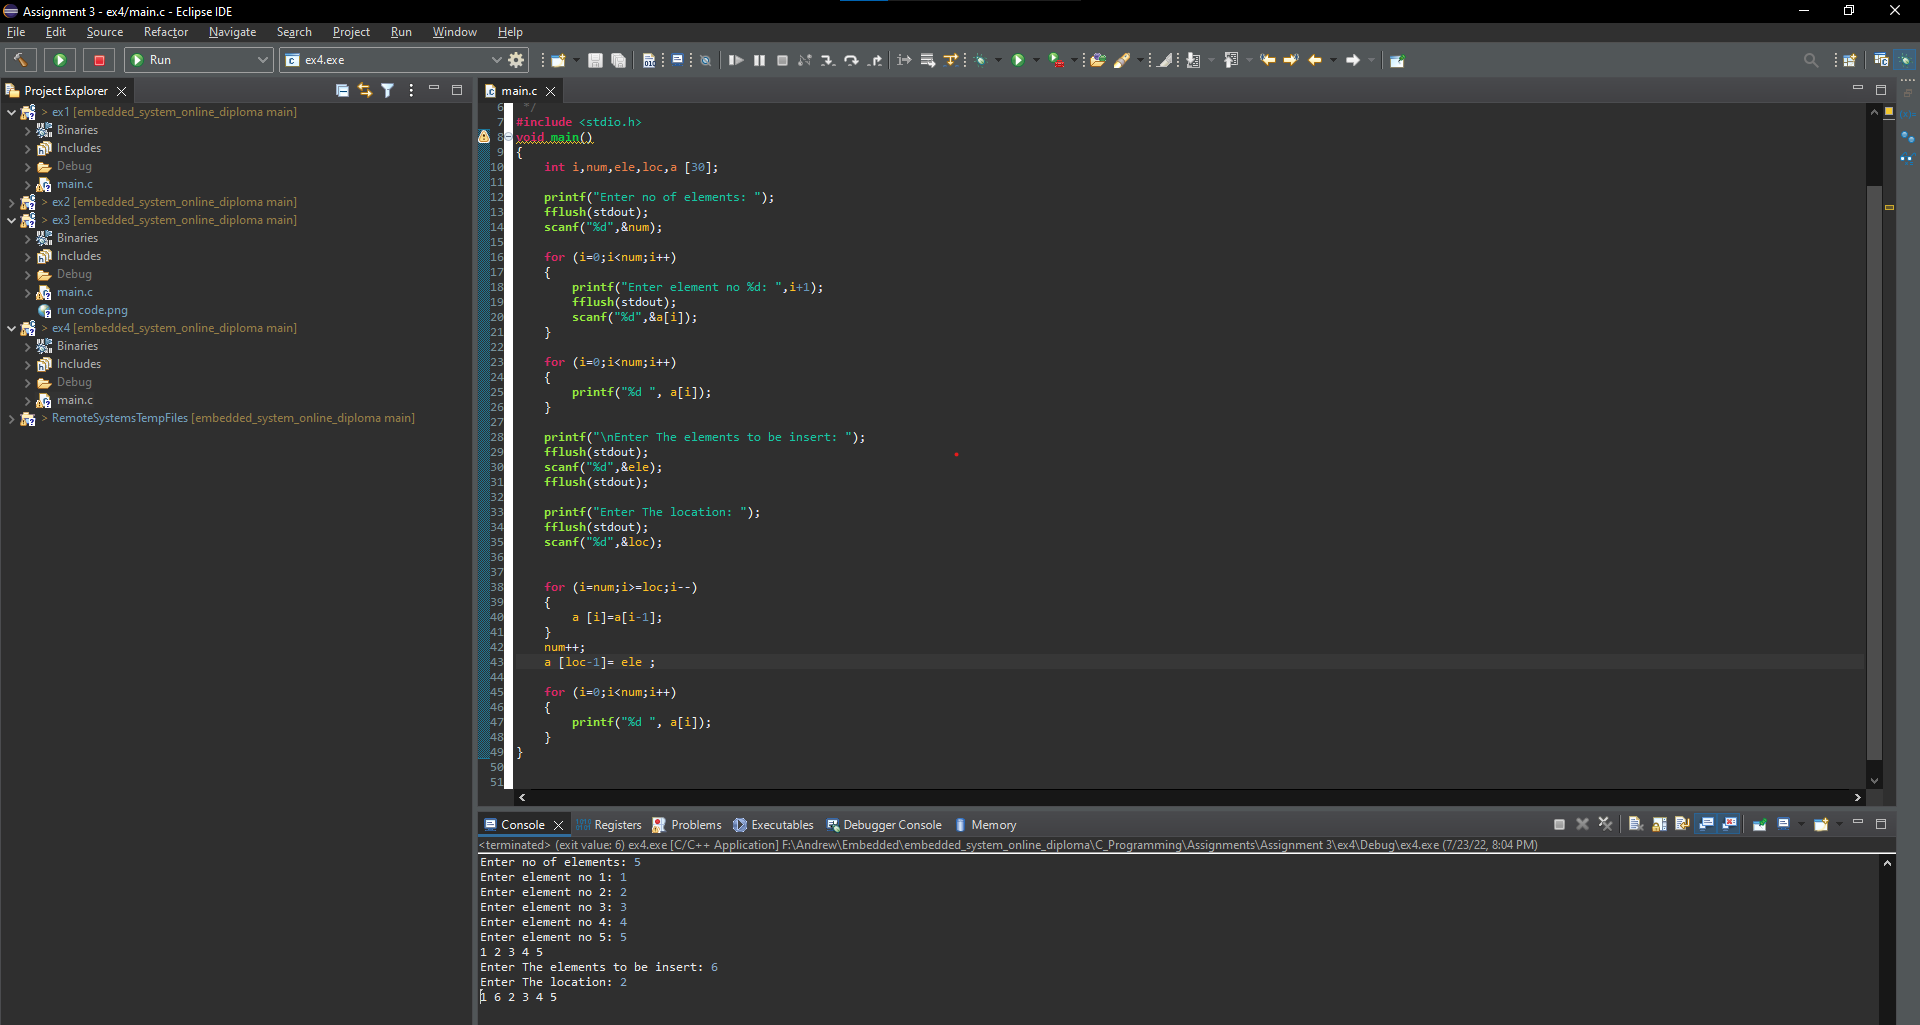 Assignment 3 - ex4/main.c - Eclipse IDE
File Edit Source Refactor Navigate Search Project Run Window Help
Run ex4.exe
Project Explorer
> ex1 [embedded_system_online_diploma main]
Binaries
Includes
Debug
main.c
> ex2 [embedded_system_online_diploma main]
> ex3 [embedded_system_online_diploma main]
Binaries
Includes
Debug
main.c
run code.png
> ex4 [embedded_system_online_diploma main]
Binaries
Includes
Debug
main.c
> RemoteSystemsTempFiles [embedded_system_online_diploma main]
main.c
6 */
7 #include <stdio.h>
8 void main()
9 {
10 int i,num,ele,loc,a [30];
11
12 printf("Enter no of elements: ");
13 fflush(stdout);
14 scanf("%d",&num);
15
16 for (i=0;i<num;i++)
17 {
18 printf("Enter element no %d: ",i+1);
19 fflush(stdout);
20 scanf("%d",&a[i]);
21 }
22
23 for (i=0;i<num;i++)
24 {
25 printf("%d ", a[i]);
26 }
27
28 printf("\nEnter The elements to be insert: ");
29 fflush(stdout);
30 scanf("%d",&ele);
31 fflush(stdout);
32
33 printf("Enter The location: ");
34 fflush(stdout);
35 scanf("%d",&loc);
36
37
38 for (i=num;i>=loc;i--)
39 {
40 a [i]=a[i-1];
41 }
42 num++;
43 a [loc-1]= ele ;
44
45 for (i=0;i<num;i++)
46 {
47 printf("%d ", a[i]);
48 }
49 }
50
51
Console Registers Problems Executables Debugger Console Memory
<terminated> (exit value: 6) ex4.exe [C/C++ Application] F:\Andrew\Embedded\embedded_system_online_diploma\C_Programming\Assignments\Assignment 3\ex4\Debug\ex4.exe (7/23/22, 8:04 PM)
Enter no of elements: 5
Enter element no 1: 1
Enter element no 2: 2
Enter element no 3: 3
Enter element no 4: 4
Enter element no 5: 5
1 2 3 4 5
Enter The elements to be insert: 6
Enter The location: 2
1 6 2 3 4 5